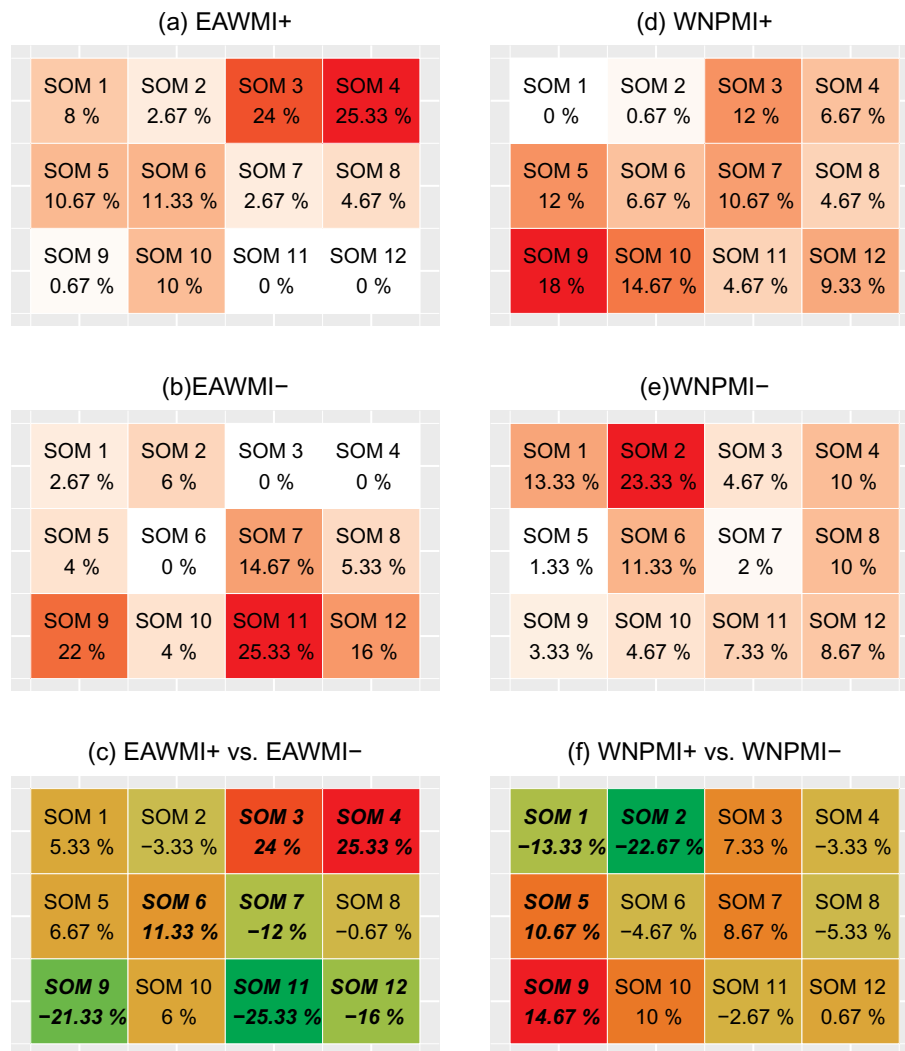 (a) EAWMI+
SOM 1 SOM 2 SOM 3 SOM 4
8 % 2.67 % 24 % 25.33 %
SOM 5 SOM 6 SOM 7 SOM 8
10.67 % 11.33 % 2.67 % 4.67 %
SOM 9 SOM 10 SOM 11 SOM 12
0.67 % 10 % 0 % 0 %
(d) WNPMI+
SOM 1 SOM 2 SOM 3 SOM 4
0 % 0.67 % 12 % 6.67 %
SOM 5 SOM 6 SOM 7 SOM 8
12 % 6.67 % 10.67 % 4.67 %
SOM 9 SOM 10 SOM 11 SOM 12
18 % 14.67 % 4.67 % 9.33 %
(b)EAWMI−
SOM 1 SOM 2 SOM 3 SOM 4
2.67 % 6 % 0 % 0 %
SOM 5 SOM 6 SOM 7 SOM 8
4 % 0 % 14.67 % 5.33 %
SOM 9 SOM 10 SOM 11 SOM 12
22 % 4 % 25.33 % 16 %
(e)WNPMI−
SOM 1 SOM 2 SOM 3 SOM 4
13.33 % 23.33 % 4.67 % 10 %
SOM 5 SOM 6 SOM 7 SOM 8
1.33 % 11.33 % 2 % 10 %
SOM 9 SOM 10 SOM 11 SOM 12
3.33 % 4.67 % 7.33 % 8.67 %
(c) EAWMI+ vs. EAWMI−
SOM 1 SOM 2 SOM 3 SOM 4
5.33 % −3.33 % 24 % 25.33 %
SOM 5 SOM 6 SOM 7 SOM 8
6.67 % 11.33 % −12 % −0.67 %
SOM 9 SOM 10 SOM 11 SOM 12
−21.33 % 6 % −25.33 % −16 %
(f) WNPMI+ vs. WNPMI−
SOM 1 SOM 2 SOM 3 SOM 4
−13.33 % −22.67 % 7.33 % −3.33 %
SOM 5 SOM 6 SOM 7 SOM 8
10.67 % −4.67 % 8.67 % −5.33 %
SOM 9 SOM 10 SOM 11 SOM 12
14.67 % 10 % −2.67 % 0.67 %